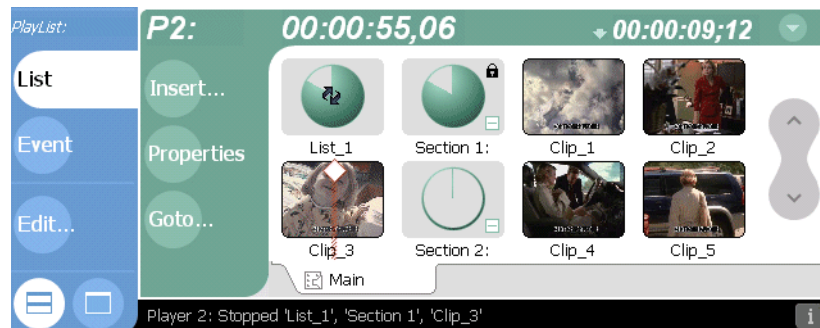 PlayList:
P2: 00:00:55,06 00:00:09;12
List
Insert...
List_1 Section 1: Clip_1 Clip_2
Event
Properties
Edit...
Goto...
Clip_3 Section 2: Clip_4 Clip_5
Main
Player 2: Stopped 'List_1', 'Section 1', 'Clip_3'
i